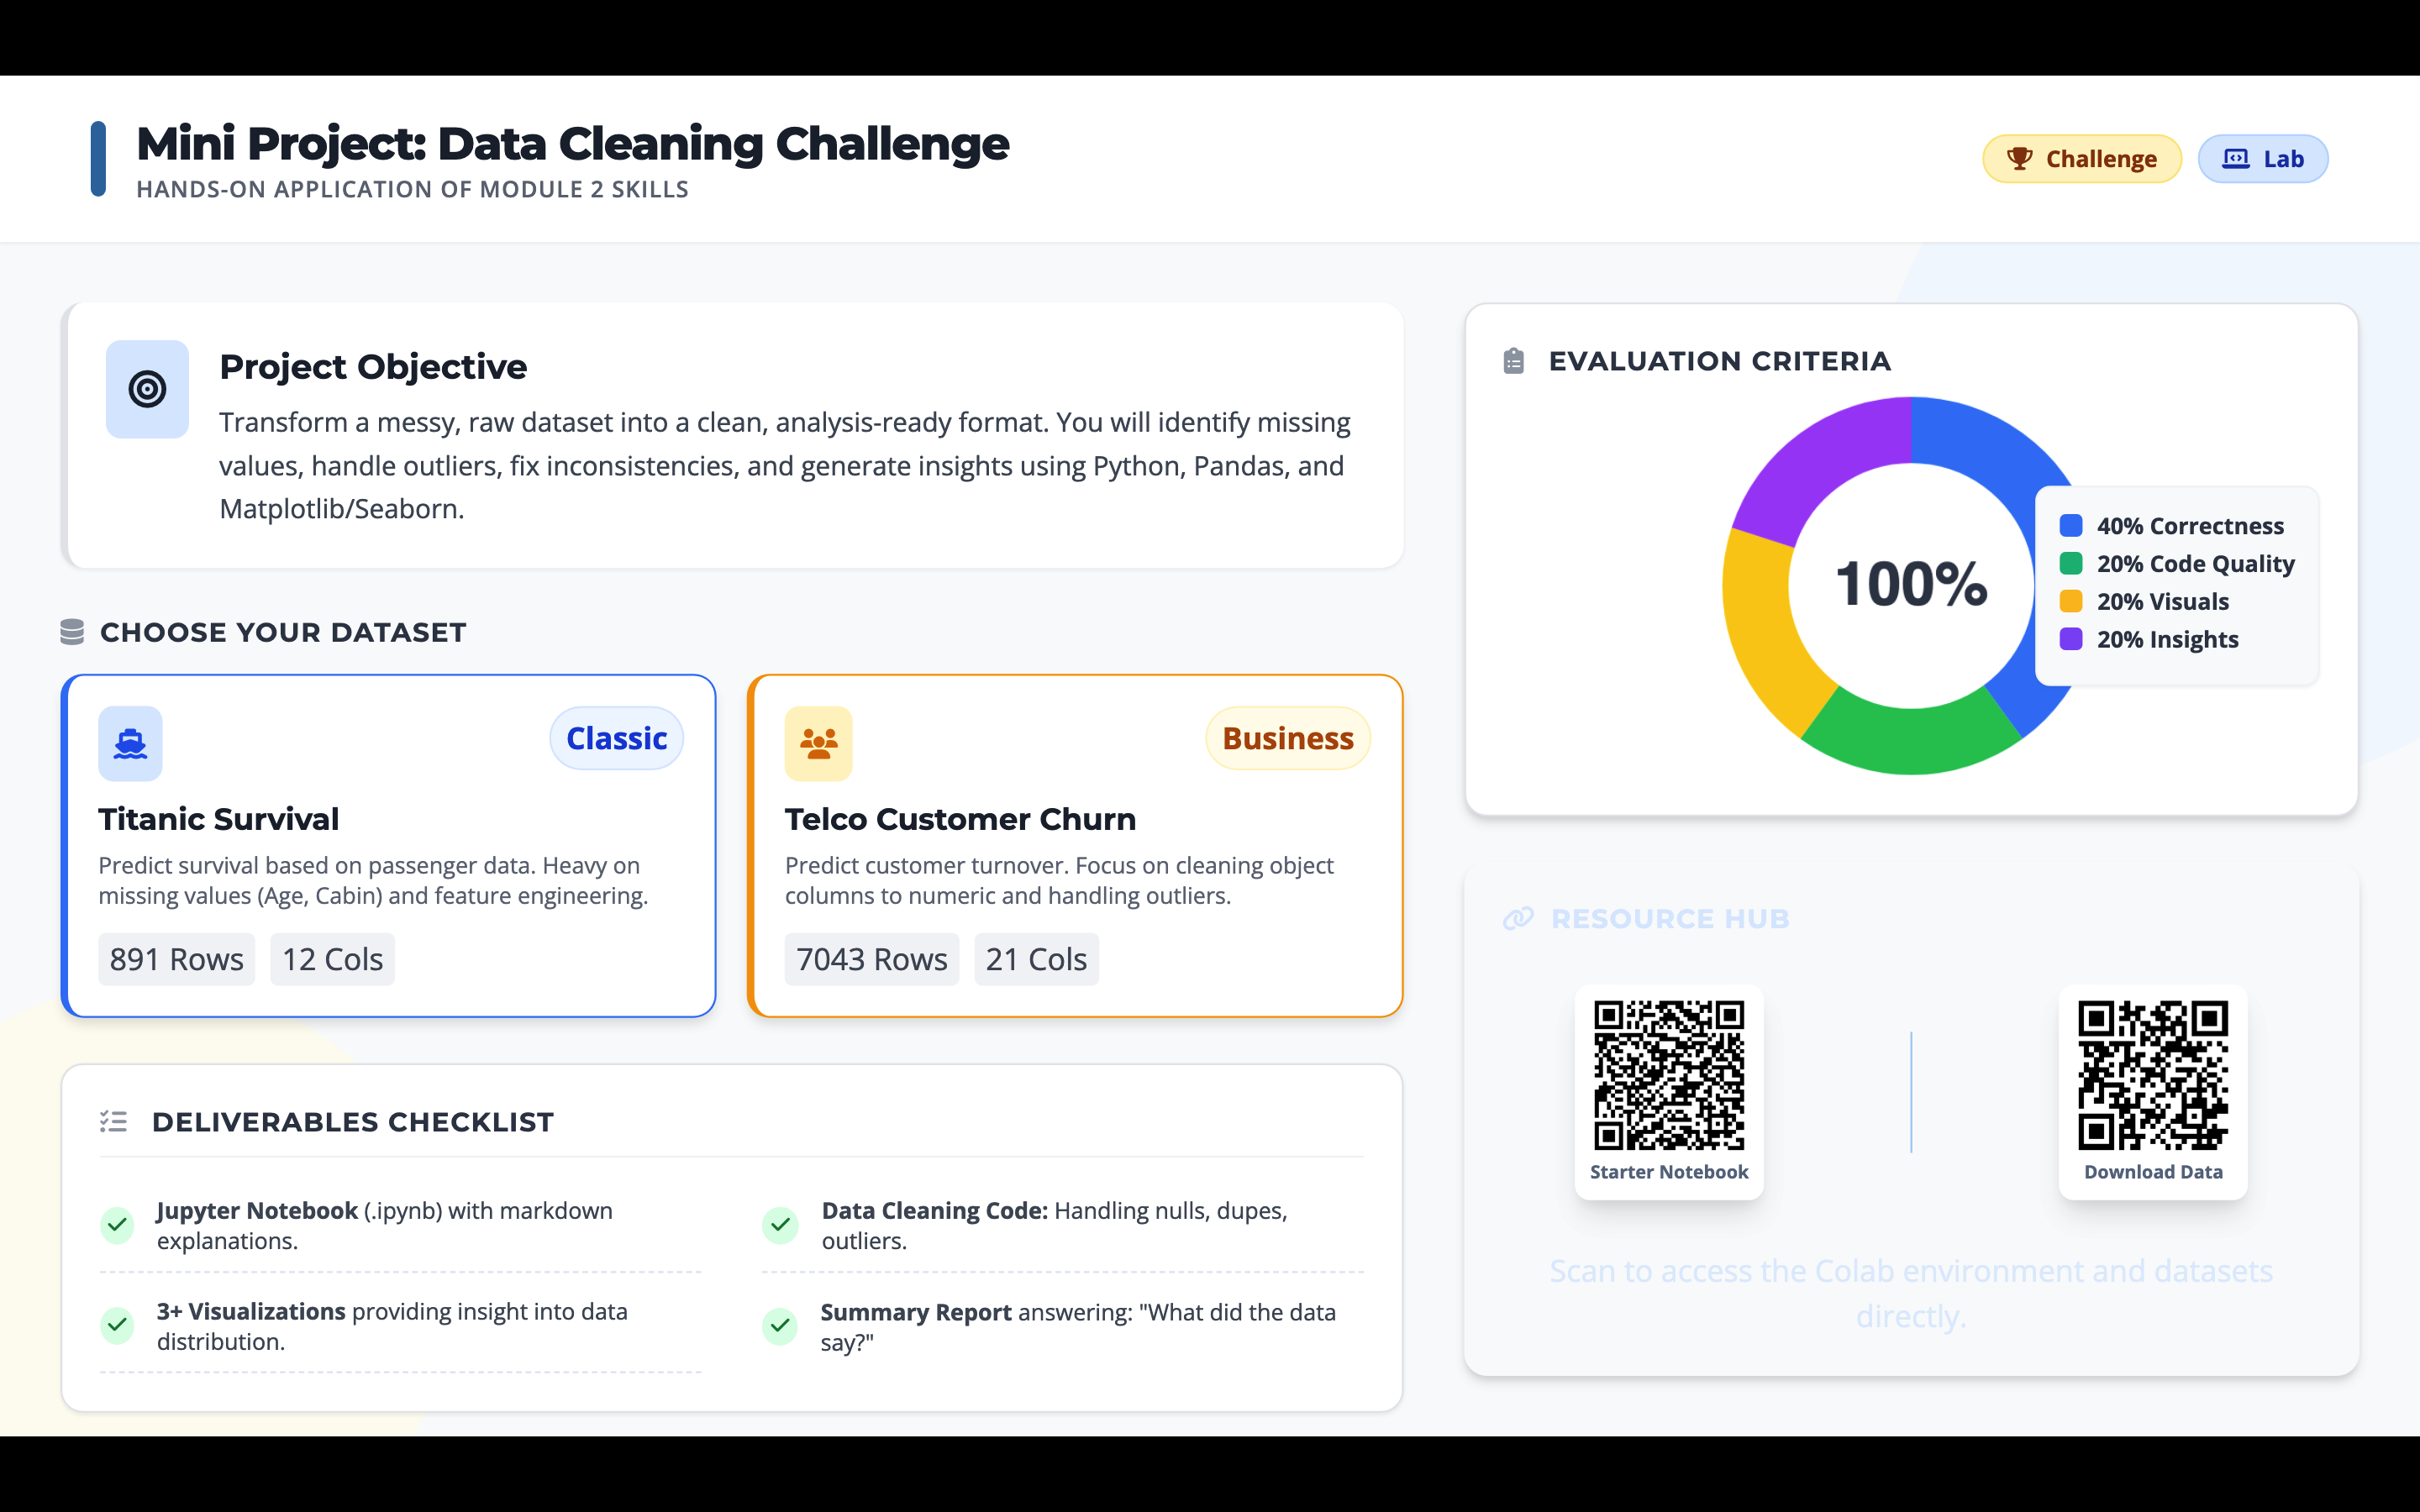 Mini Project: Data Cleaning Challenge
HANDS-ON APPLICATION OF MODULE 2 SKILLS
Challenge
Lab
Project Objective
Transform a messy, raw dataset into a clean, analysis-ready format. You will identify missing
values, handle outliers, fix inconsistencies, and generate insights using Python, Pandas, and
Matplotlib/Seaborn.
CHOOSE YOUR DATASET
Classic
Titanic Survival
Predict survival based on passenger data. Heavy on
missing values (Age, Cabin) and feature engineering.
891 Rows
12 Cols
Business
Telco Customer Churn
Predict customer turnover. Focus on cleaning object
columns to numeric and handling outliers.
7043 Rows
21 Cols
DELIVERABLES CHECKLIST
Jupyter Notebook (.ipynb) with markdown
explanations.
Data Cleaning Code: Handling nulls, dupes,
outliers.
3+ Visualizations providing insight into data
distribution.
Summary Report answering: "What did the data
say?"
EVALUATION CRITERIA
100%
40% Correctness
20% Code Quality
20% Visuals
20% Insights
RESOURCE HUB
Starter Notebook
Download Data
Scan to access the Colab environment and datasets
directly.